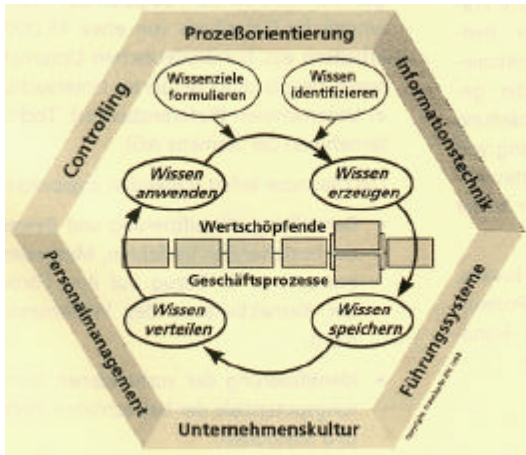 Prozeßorientierung
Controlling
Informationstechnik
Wissenziele
formulieren
Wissen
identifizieren
Wissen
anwenden
Wissen
erzeugen
Wertschöpfende
Geschäftsprozesse
Wissen
verteilen
Wissen
speichern
Personalmanagement
Führungssysteme
Unternehmenskultur